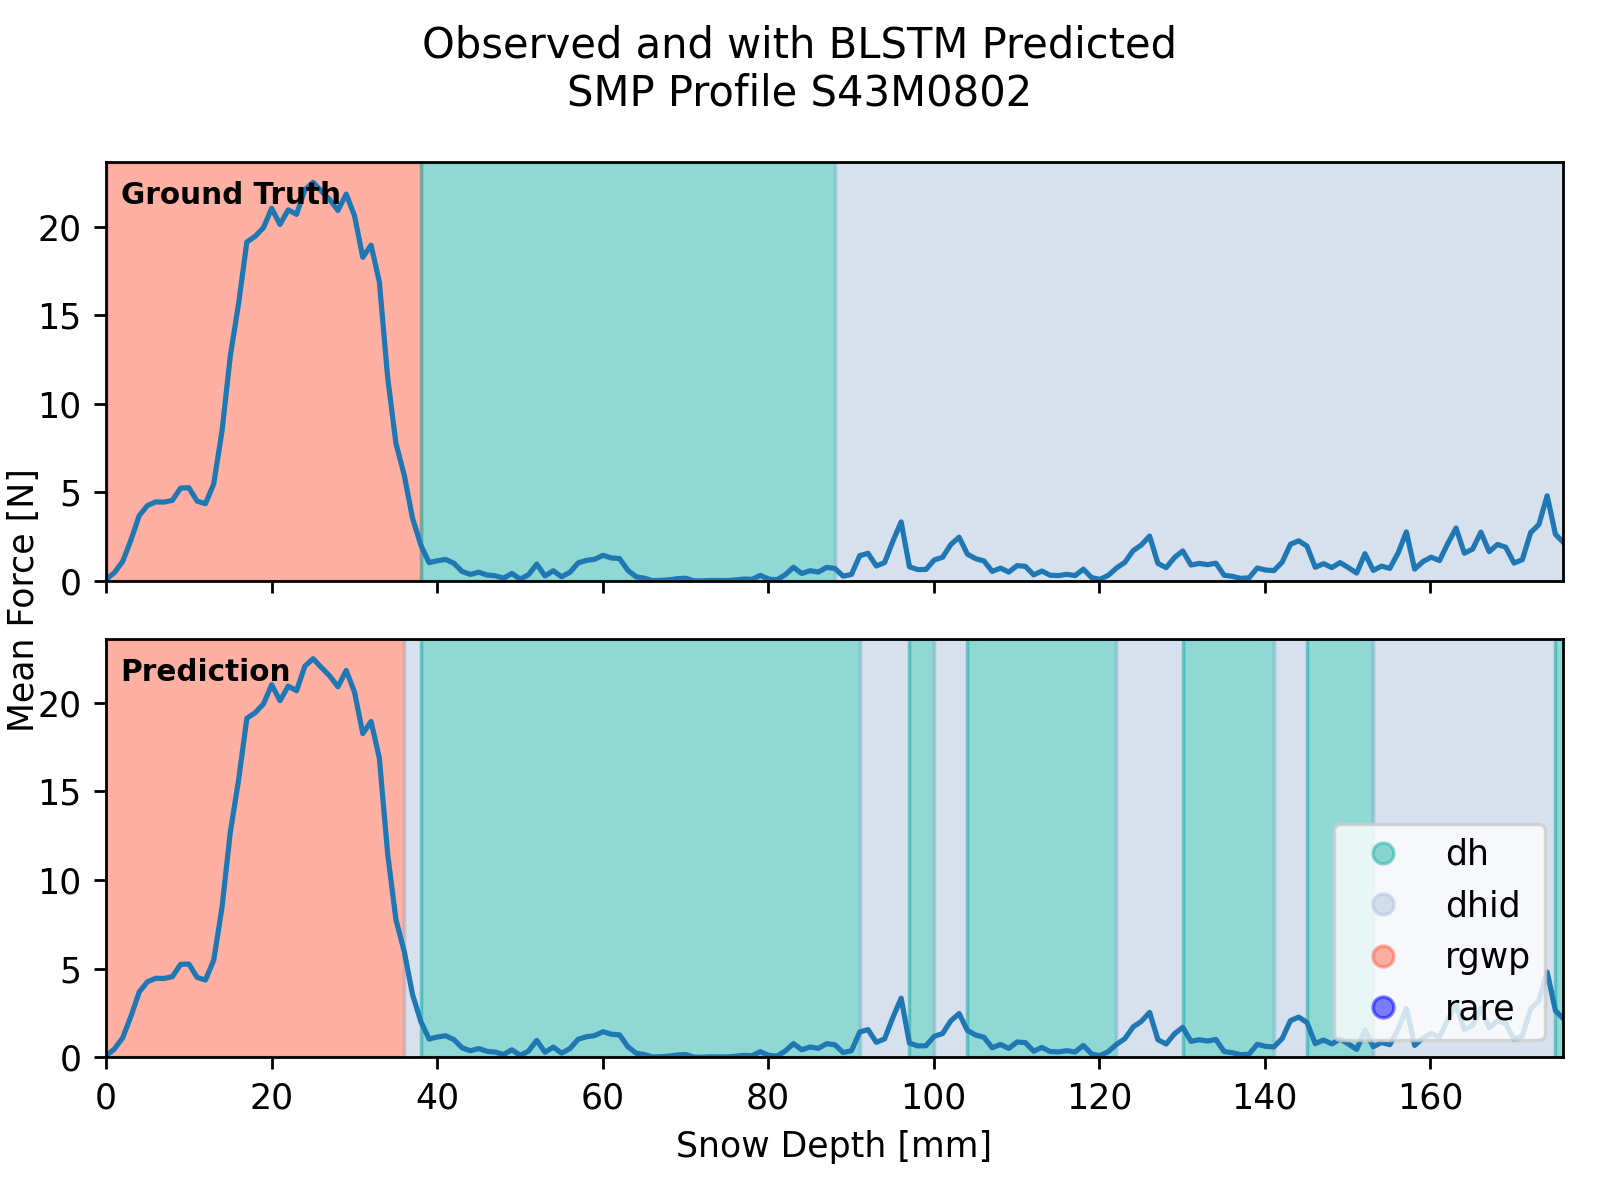 Observed and with BLSTM Predicted
SMP Profile S43M0802
Mean Force [N]
Ground Truth
20
15
10
5
0
Prediction
20
15
10
5
0
dh
dhid
rgwp
rare
0 20 40 60 80 100 120 140 160
Snow Depth [mm]